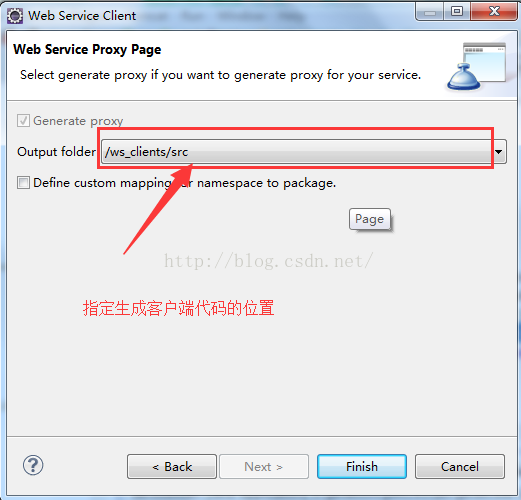 Web Service Client
Web Service Proxy Page
Select generate proxy if you want to generate proxy for your service.
Generate proxy
Output folder /ws_clients/src
Define custom mapping for namespace to package.
Page
http://blog.csdn.net/
指定生成客户端代码的位置
? < Back Next > Finish Cancel